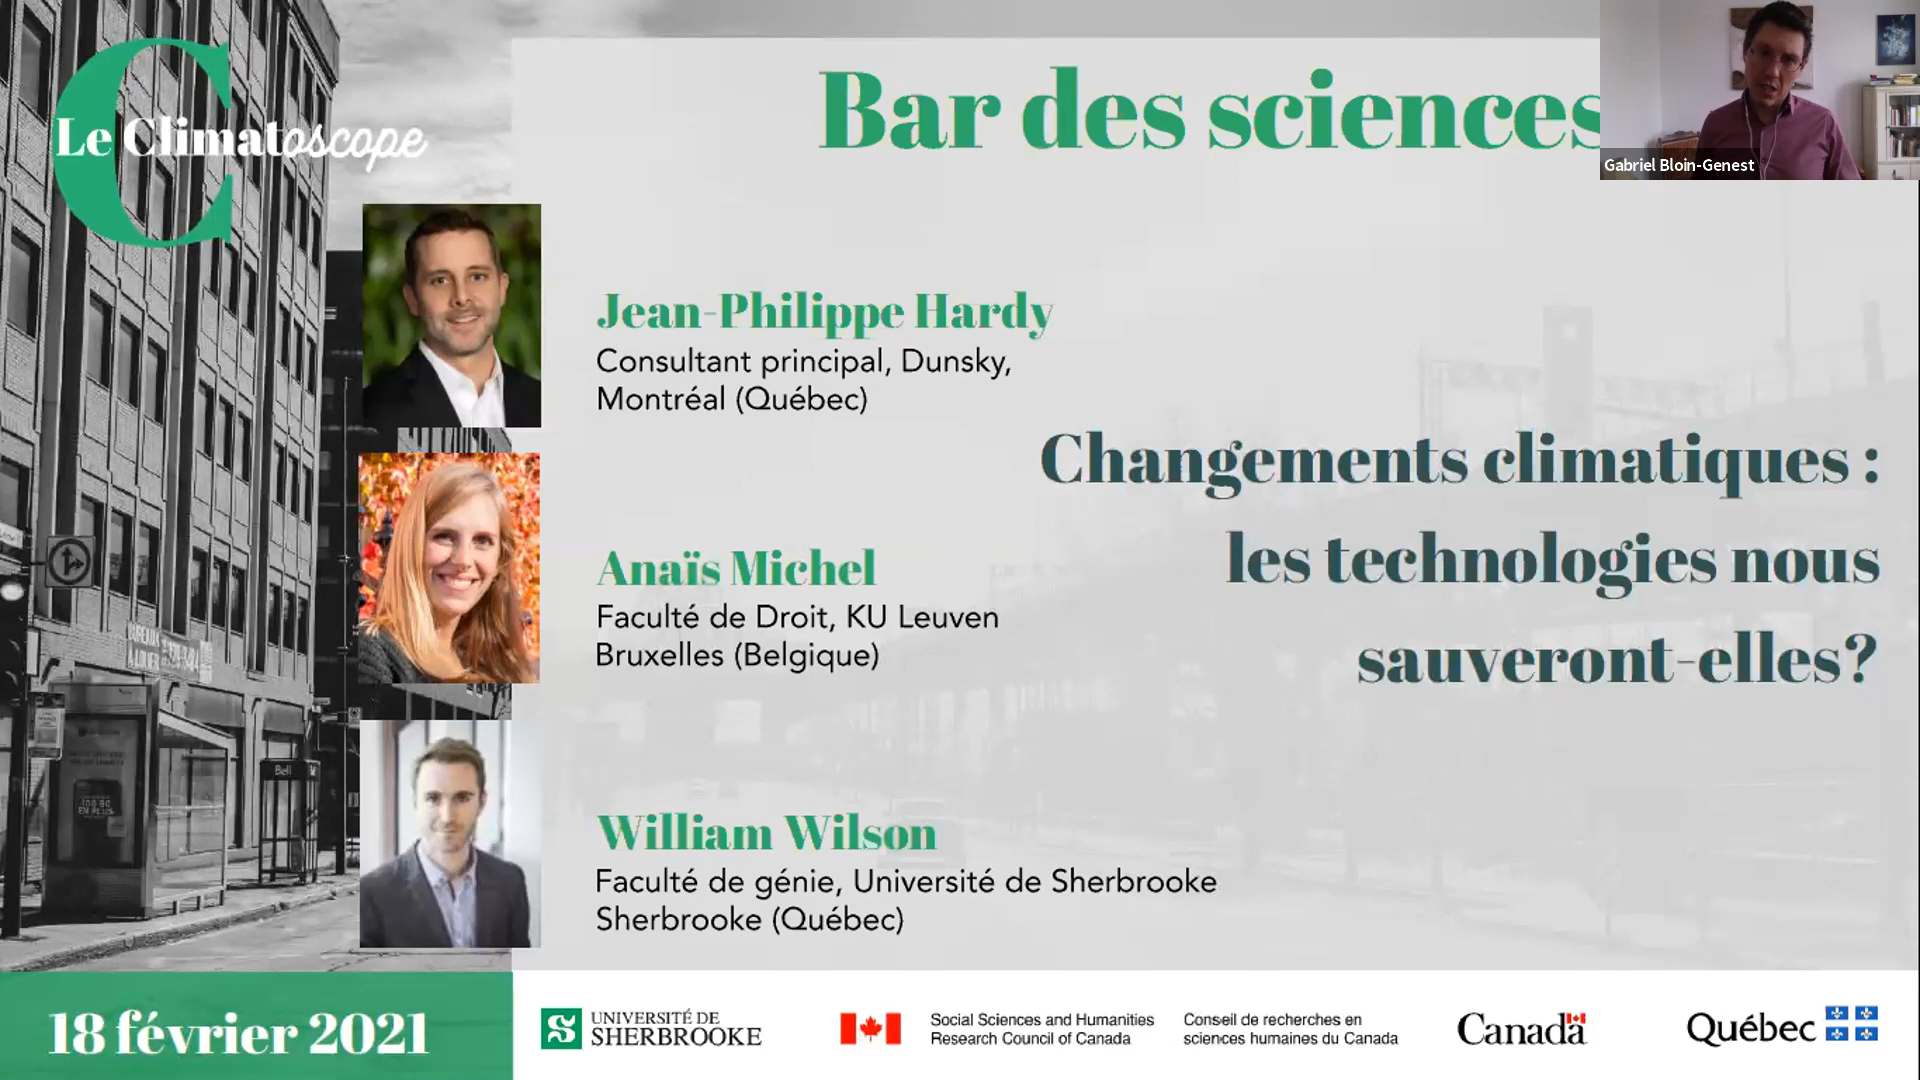 Le Climatoscope
Bar des sciences
Gabriel Bloin-Genest
Jean-Philippe Hardy
Consultant principal, Dunsky,
Montréal (Québec)
Changements climatiques :
les technologies nous
sauveront-elles?
Anaïs Michel
Faculté de Droit, KU Leuven
Bruxelles (Belgique)
William Wilson
Faculté de génie, Université de Sherbrooke
Sherbrooke (Québec)
BUREAUX
À LOUER
Bell
18 février 2021
UNIVERSITÉ DE
SHERBROOKE
Social Sciences and Humanities
Research Council of Canada
Conseil de recherches en
sciences humaines du Canada
Canada
Québec